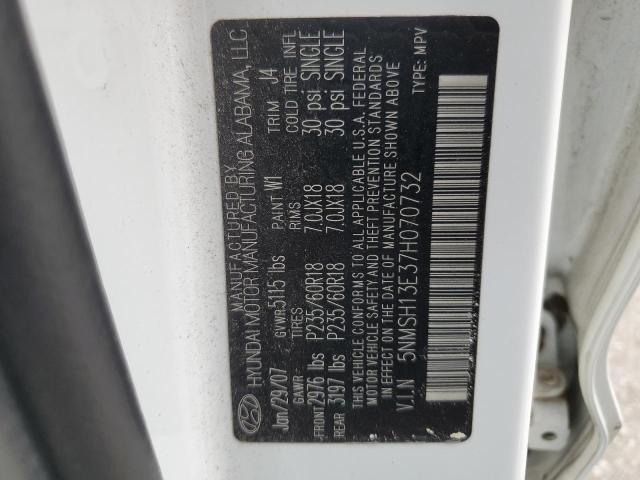 MANUFACTURED BY
HYUNDAI MOTOR MANUFACTURING ALABAMA, LLC
Jan/29/07 GVWR 5115 lbs PAINT W1 TRIM J4
GAWR TIRES RIMS COLD TIRE INFL
FRONT 2976 lbs P235/60R18 7.0JX18 30 psi SINGLE
REAR 3197 lbs P235/60R18 7.0JX18 30 psi SINGLE
THIS VEHICLE CONFORMS TO ALL APPLICABLE U.S.A. FEDERAL
MOTOR VEHICLE SAFETY, AND THEFT PREVENTION STANDARDS
IN EFFECT ON THE DATE OF MANUFACTURE SHOWN ABOVE
V.I.N 5NMSH13E37H070732 TYPE: MPV